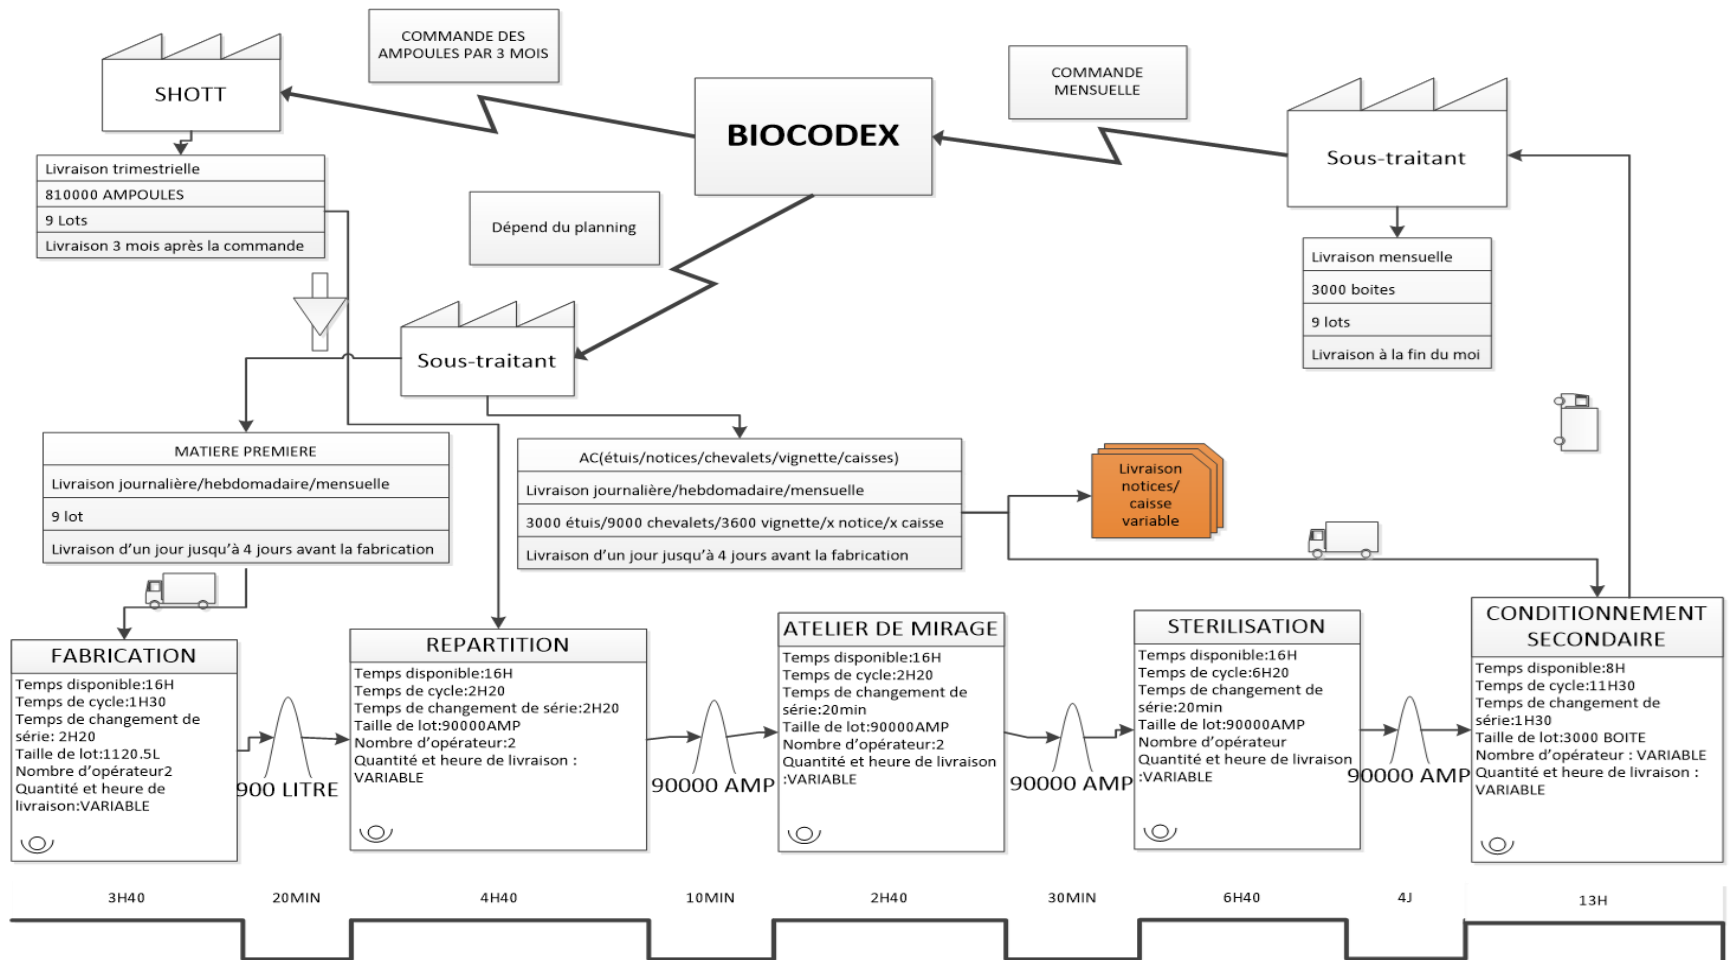 COMMANDE DES
AMPOULES PAR 3 MOIS
COMMANDE
MENSUELLE
SHOTT
BIOCODEX
Sous-traitant
Livraison trimestrielle
810000 AMPOULES
9 Lots
Livraison 3 mois après la commande
Dépend du planning
Livraison mensuelle
3000 boites
9 lots
Livraison à la fin du moi
Sous-traitant
MATIERE PREMIERE
Livraison journalière/hebdomadaire/mensuelle
9 lot
Livraison d’un jour jusqu’à 4 jours avant la fabrication
AC(étuis/notices/chevalets/vignette/caisses)
Livraison journalière/hebdomadaire/mensuelle
3000 étuis/9000 chevalets/3600 vignette/x notice/x caisse
Livraison d’un jour jusqu’à 4 jours avant la fabrication
Livraison
notices/
caisse
variable
FABRICATION
Temps disponible:16H
Temps de cycle:1H30
Temps de changement de
série: 2H20
Taille de lot:1120.5L
Nombre d’opérateur2
Quantité et heure de
livraison:VARIABLE
900 LITRE
REPARTITION
Temps disponible:16H
Temps de cycle:2H20
Temps de changement de série:2H20
Taille de lot:90000AMP
Nombre d’opérateur:2
Quantité et heure de livraison :
VARIABLE
90000 AMP
ATELIER DE MIRAGE
Temps disponible:16H
Temps de cycle:2H20
Temps de changement de
série:20min
Taille de lot:90000AMP
Nombre d’opérateur:2
Quantité et heure de livraison
:VARIABLE
90000 AMP
STERILISATION
Temps disponible:16H
Temps de cycle:6H20
Temps de changement de
série:20min
Taille de lot:90000AMP
Nombre d’opérateur
Quantité et heure de livraison
:VARIABLE
90000 AMP
CONDITIONNEMENT
SECONDAIRE
Temps disponible:8H
Temps de cycle:11H30
Temps de changement de
série:1H30
Taille de lot:3000 BOITE
Nombre d’opérateur : VARIABLE
Quantité et heure de livraison :
VARIABLE
3H40
20MIN
4H40
10MIN
2H40
30MIN
6H40
4J
13H